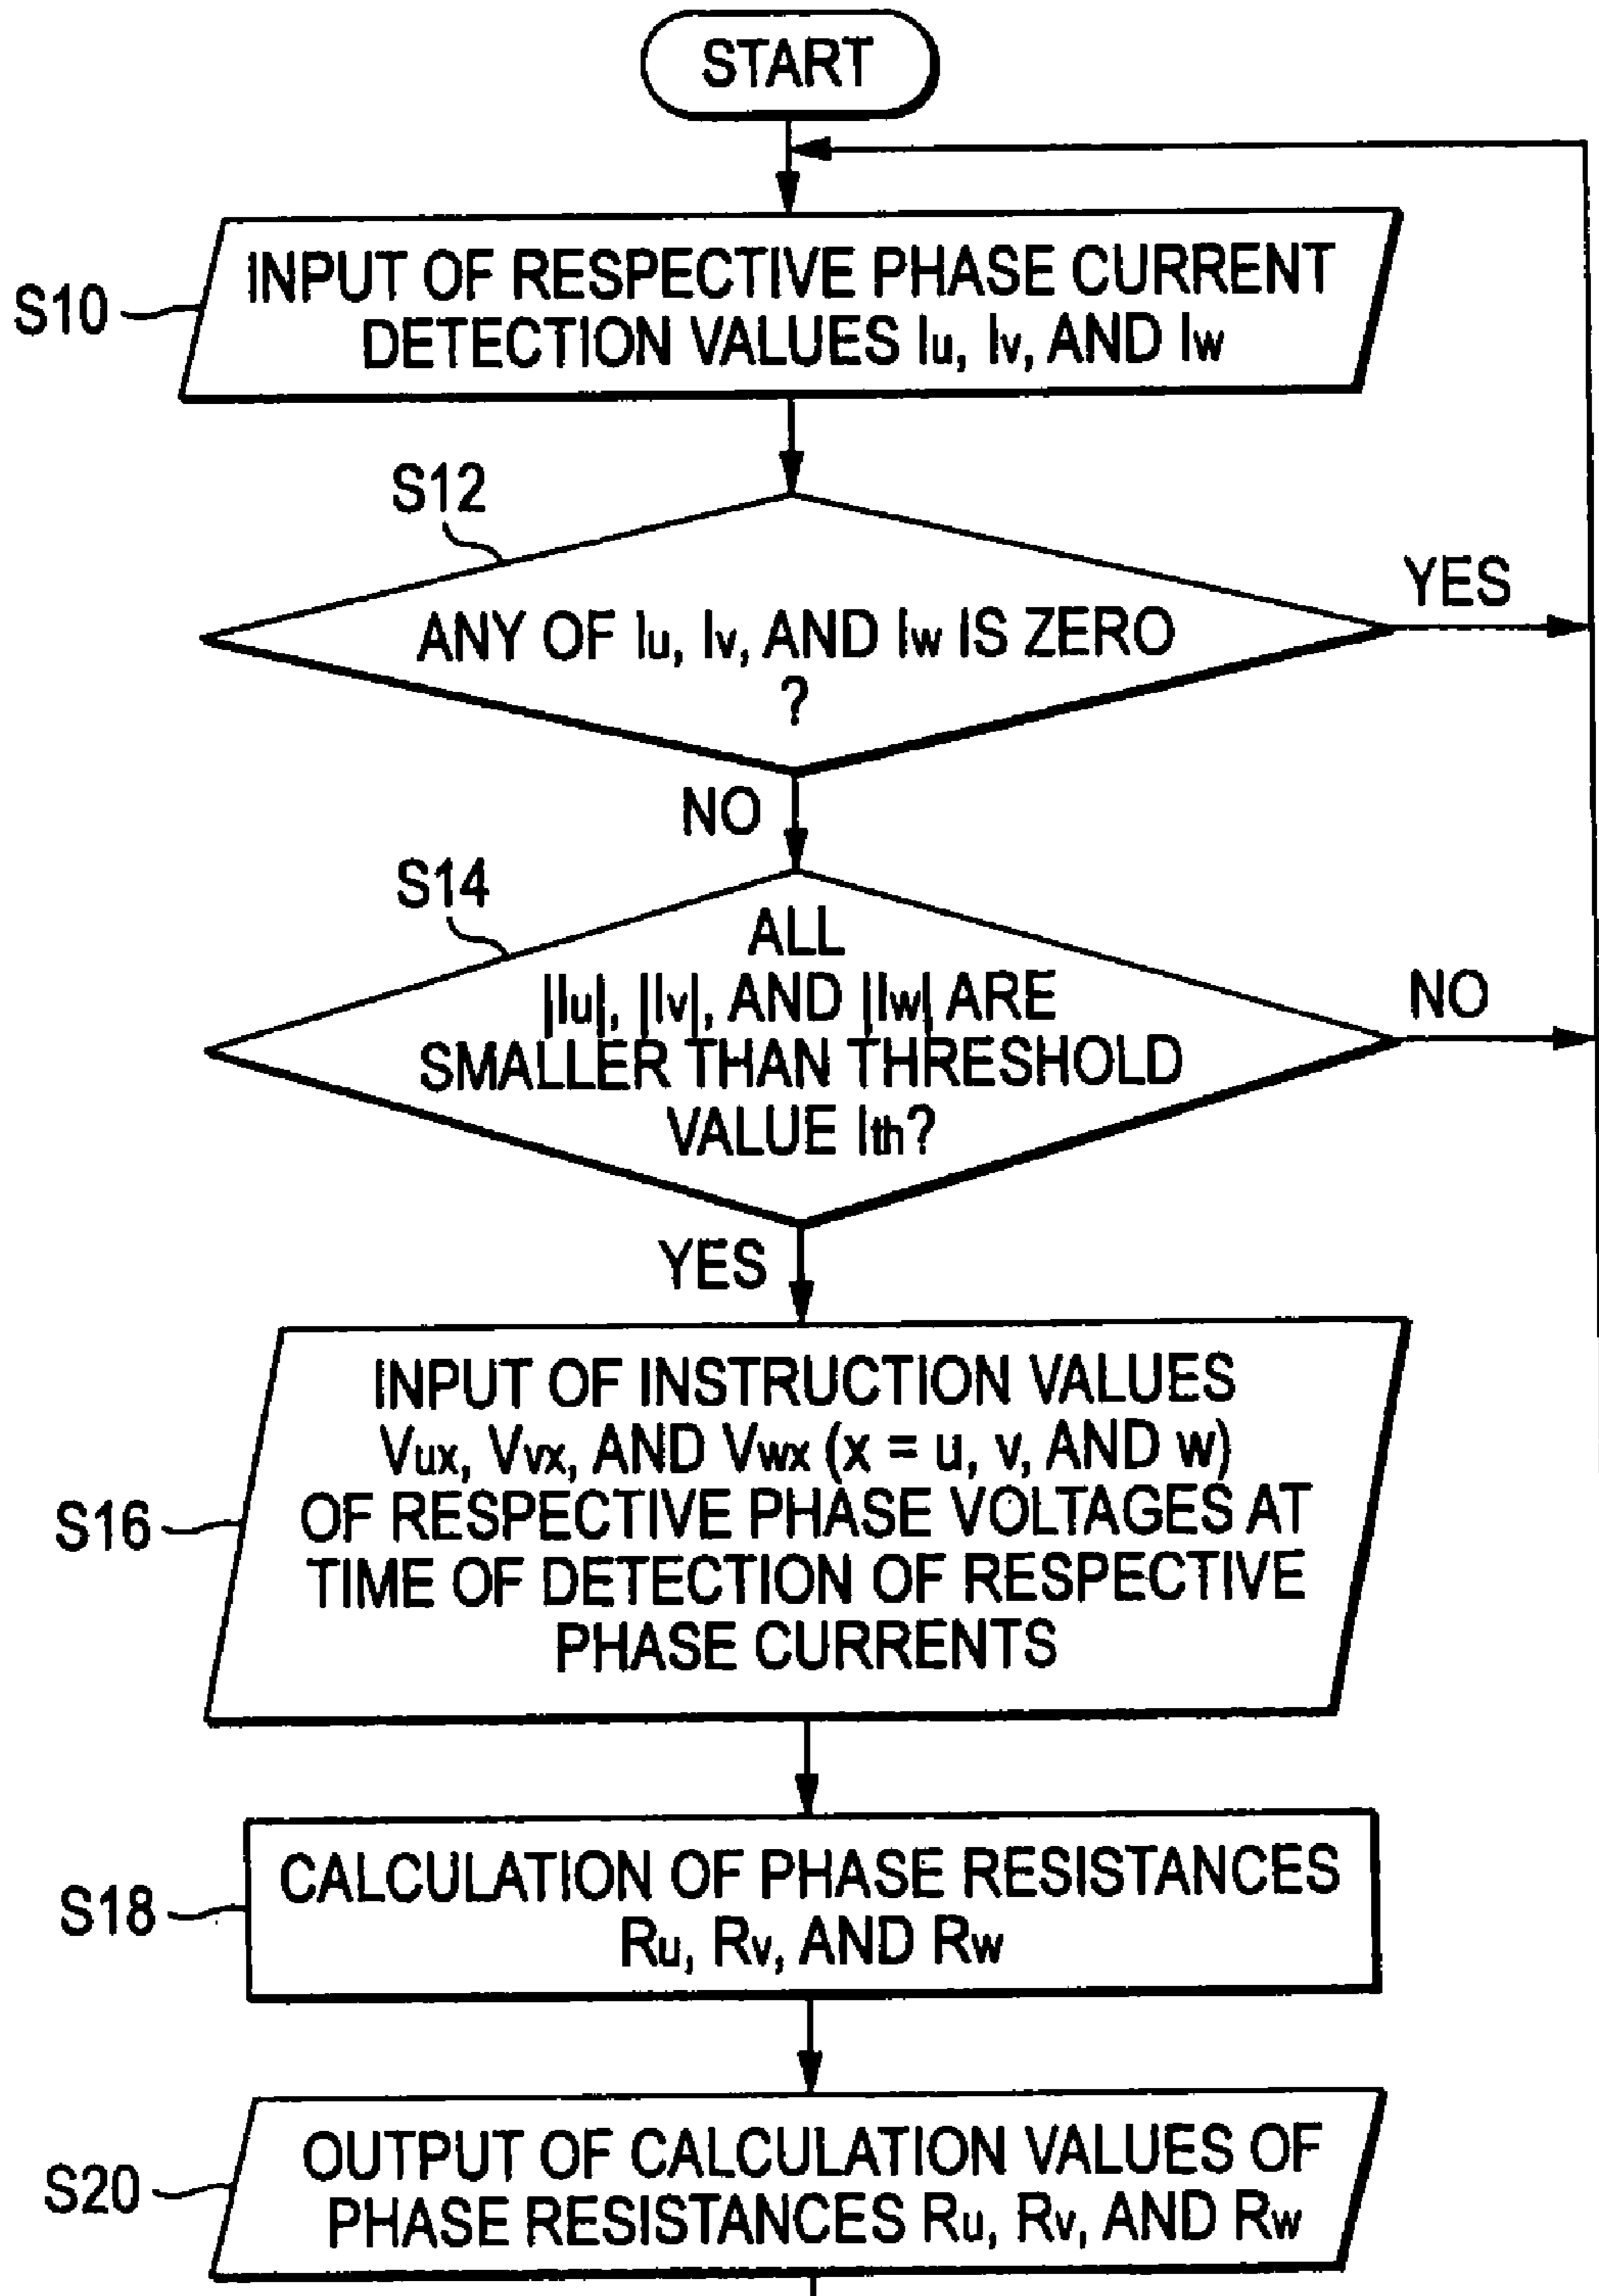 START
S10
INPUT OF RESPECTIVE PHASE CURRENT
DETECTION VALUES Iu, Iv, AND Iw
S12
YES
ANY OF Iu, Iv, AND Iw IS ZERO
?
NO
S14
ALL
|Iu|, |Iv|, AND |Iw| ARE
SMALLER THAN THRESHOLD
VALUE Ith?
NO
YES
S16
INPUT OF INSTRUCTION VALUES
Vux, Vvx, AND Vwx (x = u, v, AND w)
OF RESPECTIVE PHASE VOLTAGES AT
TIME OF DETECTION OF RESPECTIVE
PHASE CURRENTS
S18
CALCULATION OF PHASE RESISTANCES
Ru, Rv, AND Rw
S20
OUTPUT OF CALCULATION VALUES OF
PHASE RESISTANCES Ru, Rv, AND Rw